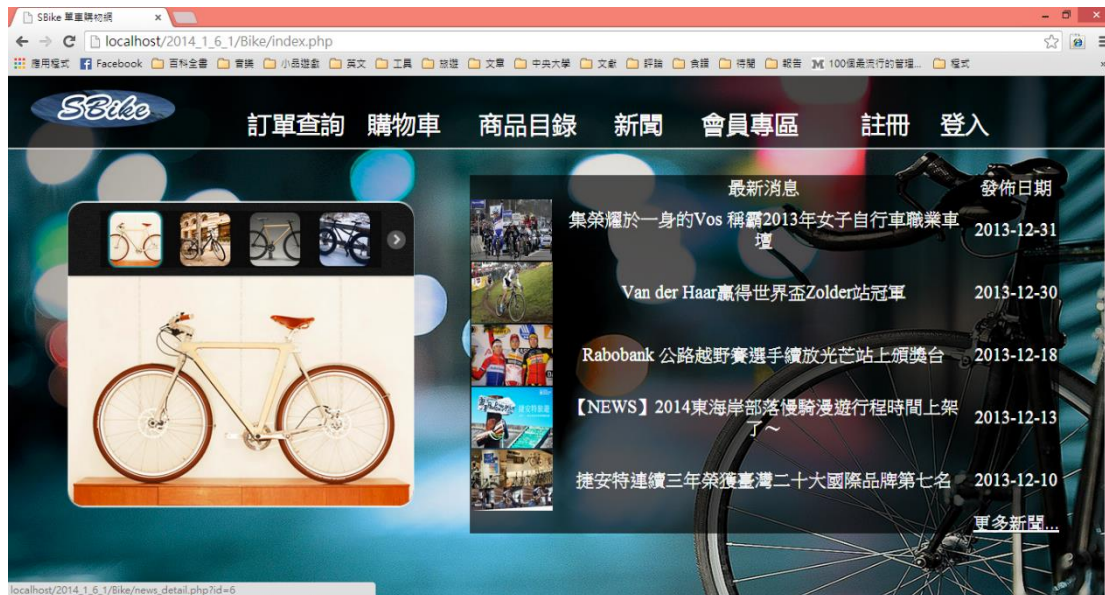 SBike 單車購物網
localhost/2014_1_6_1/Bike/index.php
應用程式 Facebook 百科全書 音樂 小品遊戲 英文 工具 旅遊 文章 中央大學 文獻 評論 食譜 待閱 報告 100個最流行的管理... 程式
SBike
訂單查詢 購物車 商品目錄 新聞 會員專區 註冊 登入
最新消息 發佈日期
集榮耀於一身的Vos 稱霸2013年女子自行車職業車
壇 2013-12-31
Van der Haar贏得世界盃Zolder站冠軍 2013-12-30
Rabobank 公路越野賽選手續放光芒站上頒獎台 2013-12-18
【NEWS】2014東海岸部落慢騎漫遊行程時間上架
了～ 2013-12-13
捷安特連續三年榮獲臺灣二十大國際品牌第七名 2013-12-10
更多新聞...
localhost/2014_1_6_1/Bike/news_detail.php?id=6